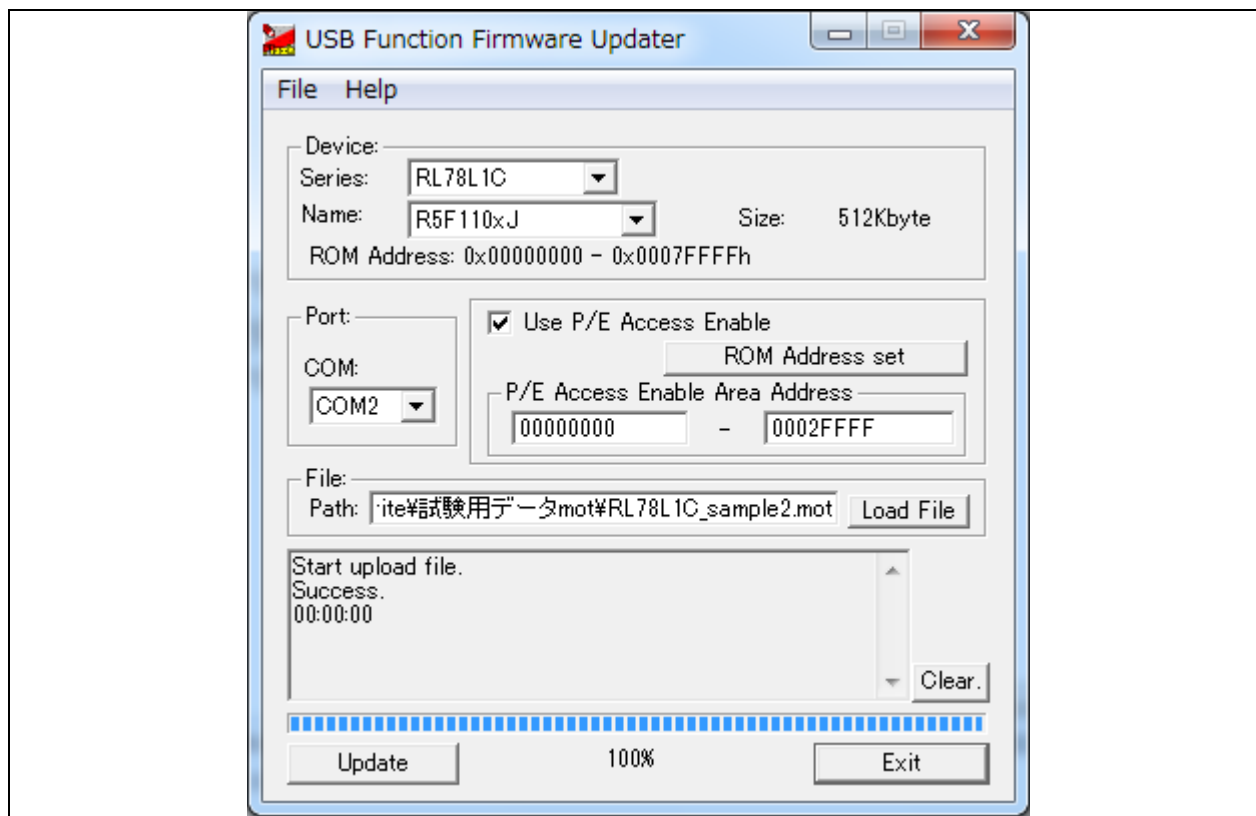 USB Function Firmware Updater
File Help
Device:
Series: RL78L1C
Name: R5F110xJ Size: 512Kbyte
ROM Address: 0x00000000 - 0x0007FFFFh
Port:
COM:
COM2
Use P/E Access Enable
ROM Address set
P/E Access Enable Area Address
00000000 - 0002FFFF
File:
Path: ite¥試験用データmot¥RL78L1C_sample2.mot Load File
Start upload file.
Success.
00:00:00
Clear.
Update 100% Exit